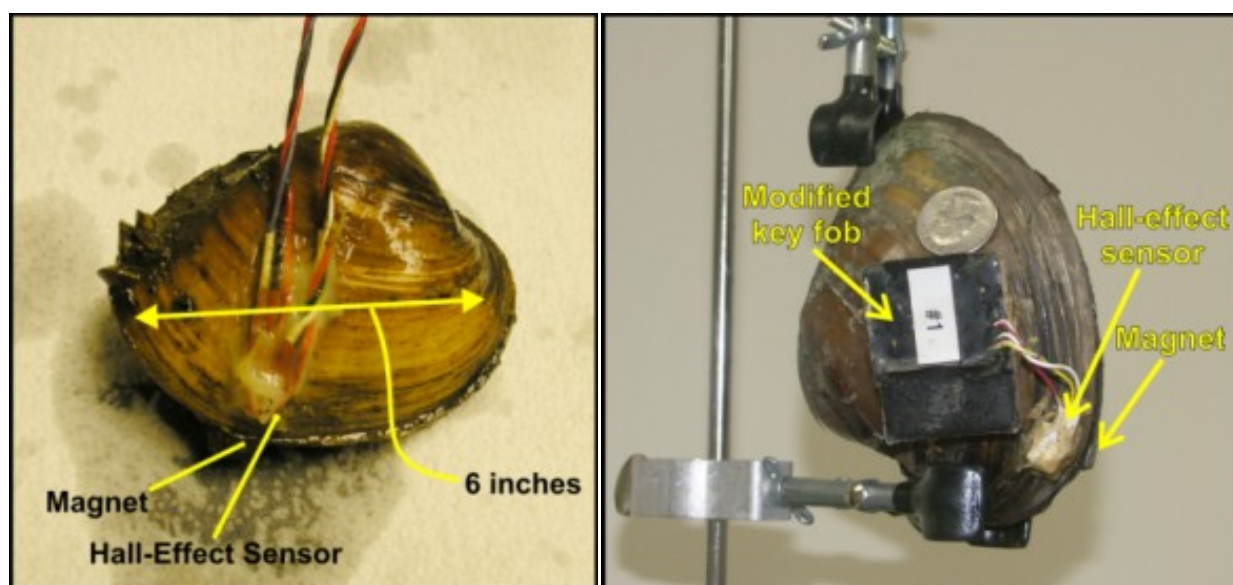 6 inches
Magnet
Hall-Effect Sensor
Modified
key fob
Hall-effect
sensor
Magnet
#1